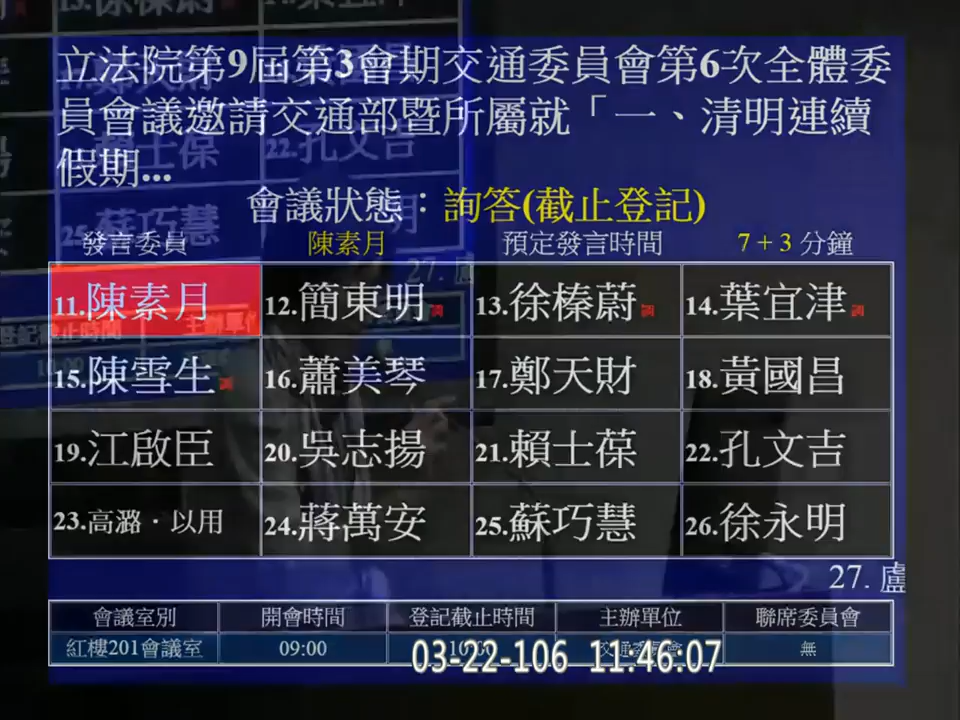 立法院第9屆第3會期交通委員會第6次全體委
員會議邀請交通部暨所屬就「一、清明連續
假期...
會議狀態：詢答(截止登記)
發言委員 陳素月 預定發言時間 7 + 3 分鐘
11.陳素月 12.簡東明 13.徐榛蔚 14.葉宜津
15.陳雪生 16.蕭美琴 17.鄭天財 18.黃國昌
19.江啟臣 20.吳志揚 21.賴士葆 22.孔文吉
23.高潞．以用 24.蔣萬安 25.蘇巧慧 26.徐永明
27. 盧
會議室別 開會時間 登記截止時間 主辦單位 聯席委員會
紅樓201會議室 09:00 無
03-22-106 11:46:07